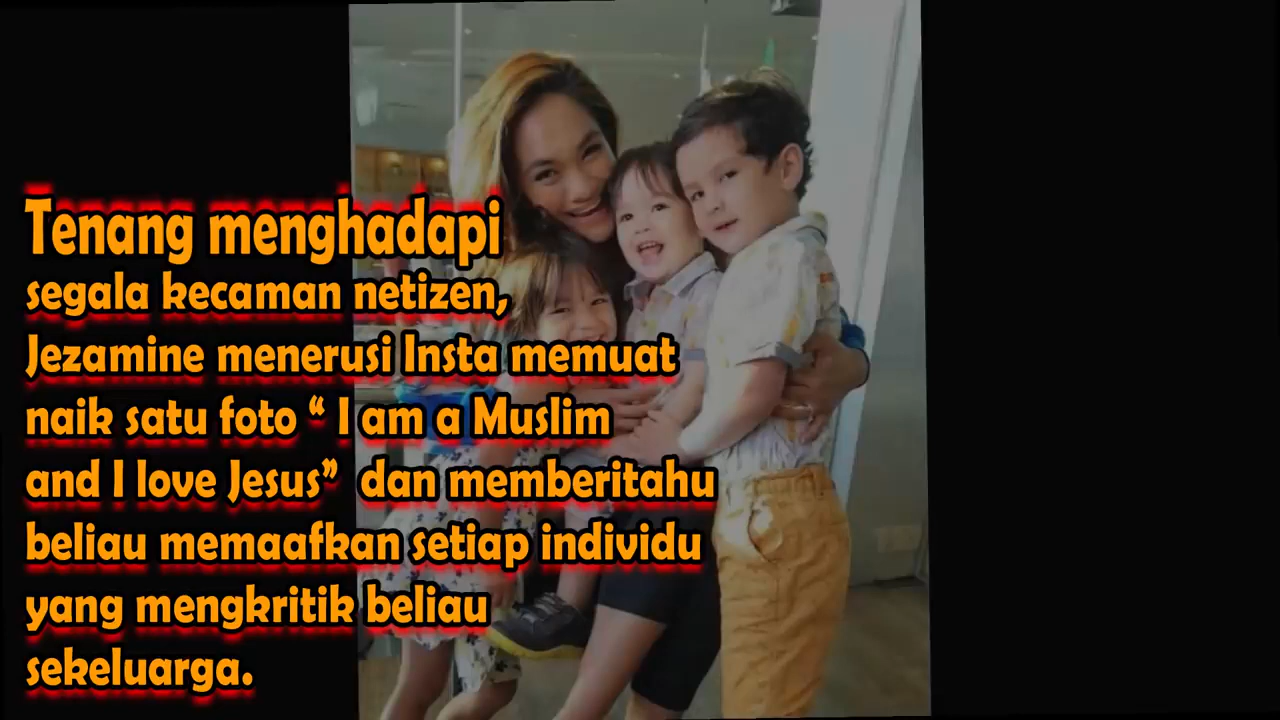 Tenang menghadapi
segala kecaman netizen,
Jezamine menerusi Insta memuat
naik satu foto “ I am a Muslim
and I love Jesus”  dan memberitahu
beliau memaafkan setiap individu
yang mengkritik beliau
sekeluarga.